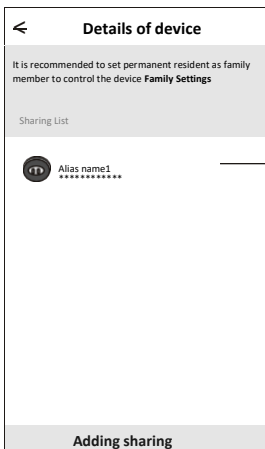 Details of device
It is recommended to set permanent resident as family
member to control the device Family Settings
Sharing List
Alias name1
************
Adding sharing